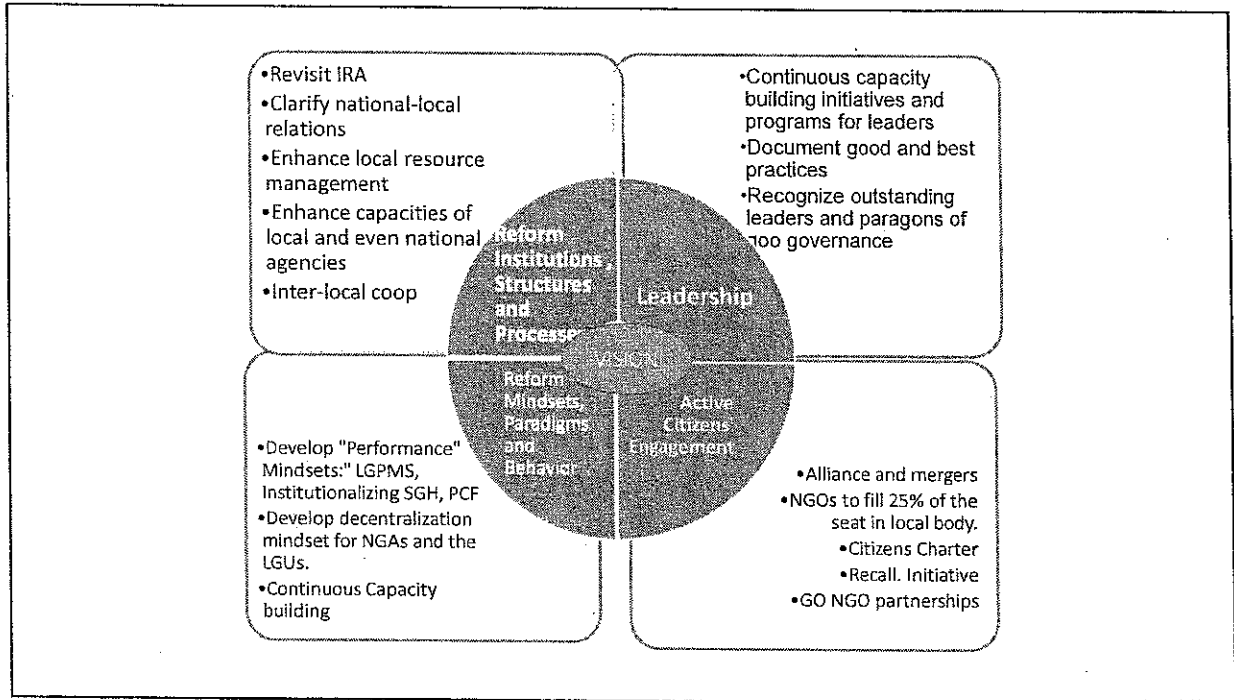 •Revisit IRA
•Clarify national-local
relations
•Enhance local resource
management
•Enhance capacities of
local and even national
agencies
•Inter-local coop
•Continuous capacity
building initiatives and
programs for leaders
•Document good and best
practices
•Recognize outstanding
leaders and paragons of
goo governance
Reform
Institutions,
Structures
and
Processe
Leadership
VISION
Reform
Mindsets,
Paradigms
and
Behavior
Active
Citizens
Engagement
•Develop "Performance"
Mindsets:" LGPMS,
Institutionalizing SGH, PCF
•Develop decentralization
mindset for NGAs and the
LGUs.
•Continuous Capacity
building
•Alliance and mergers
•NGOs to fill 25% of the
seat in local body.
•Citizens Charter
•Recall. Initiative
•GO NGO partnerships